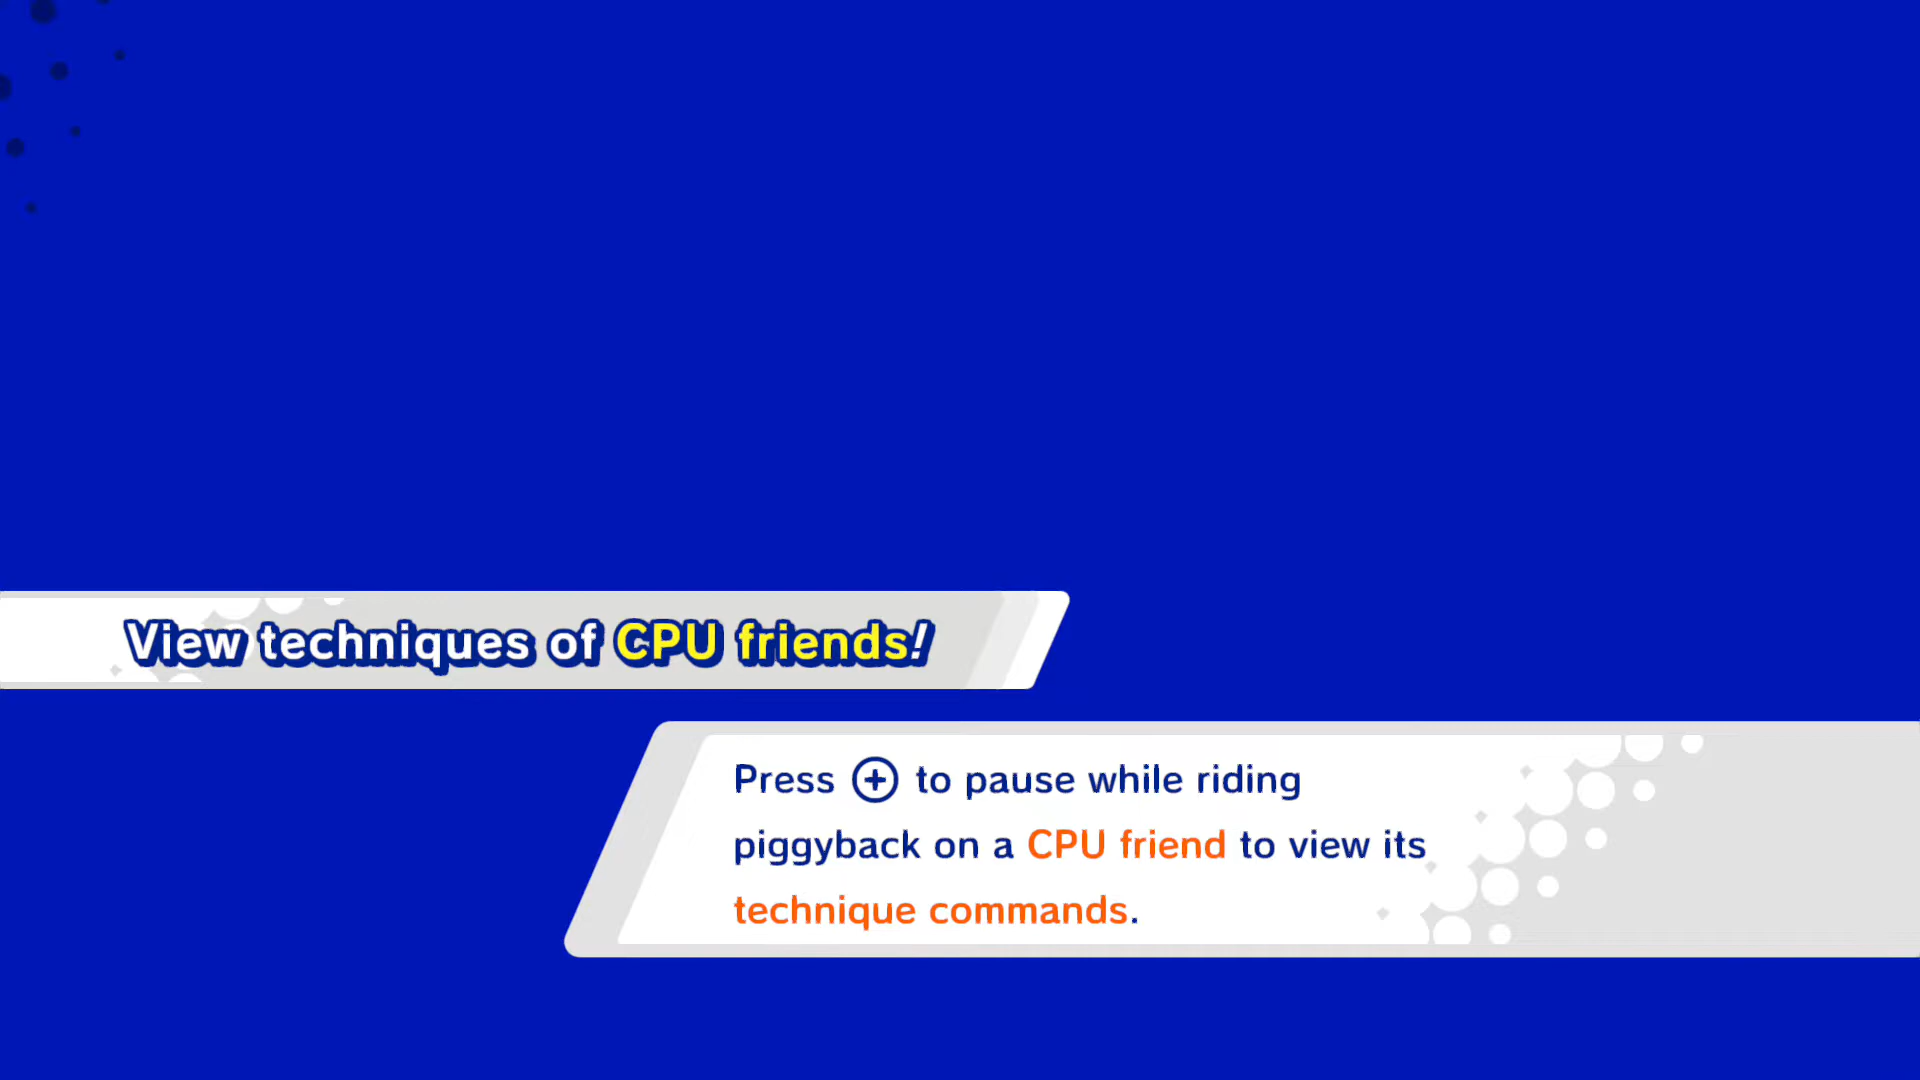 View techniques of CPU friends!
Press ⊕ to pause while riding
piggyback on a CPU friend to view its
technique commands.